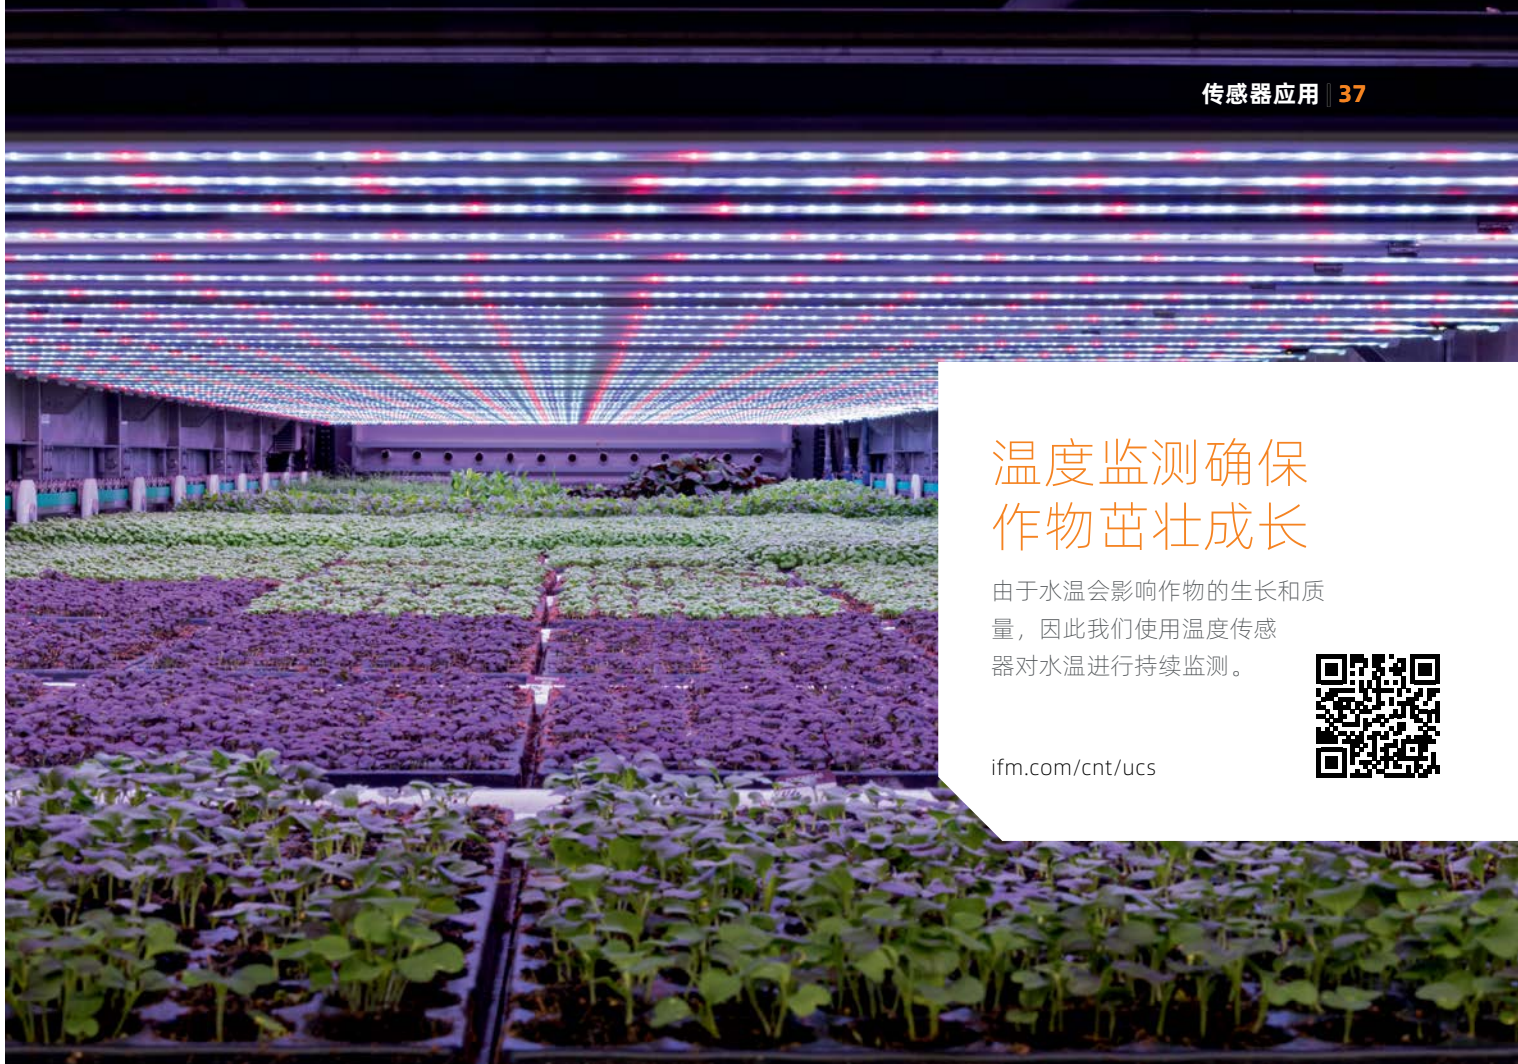 传感器应用 37
温度监测确保
作物茁壮成长
由于水温会影响作物的生长和质
量，因此我们使用温度传感
器对水温进行持续监测。
ifm.com/cnt/ucs